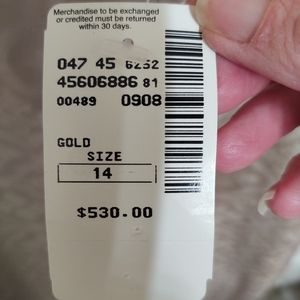 Merchandise to be exchanged
or credited must be returned
within 30 days.
047 45 6252
45606886 81
00489 0908
GOLD
SIZE
14
$530.00